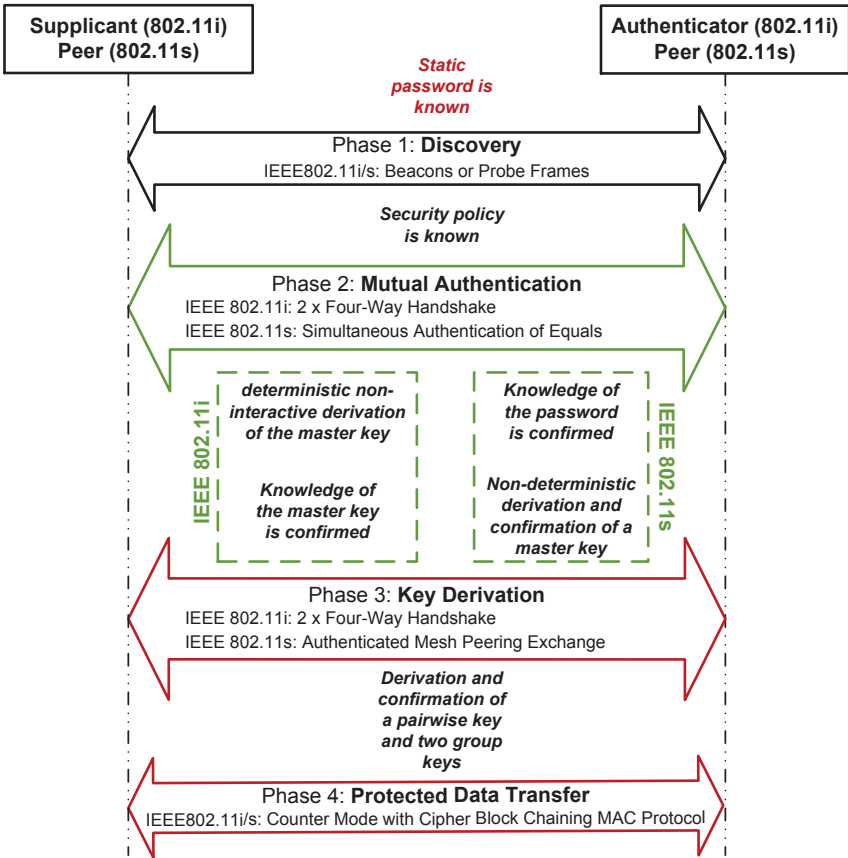 Supplicant (802.11i)
Peer (802.11s)
Authenticator (802.11i)
Peer (802.11s)
Static
password is
known
Phase 1: Discovery
IEEE802.11i/s: Beacons or Probe Frames
Security policy
is known
Phase 2: Mutual Authentication
IEEE 802.11i: 2 x Four-Way Handshake
IEEE 802.11s: Simultaneous Authentication of Equals
IEEE 802.11i
deterministic non-
interactive derivation
of the master key
Knowledge of
the master key
is confirmed
Knowledge of
the password
is confirmed
Non-deterministic
derivation and
confirmation of a
master key
IEEE 802.11s
Phase 3: Key Derivation
IEEE 802.11i: 2 x Four-Way Handshake
IEEE 802.11s: Authenticated Mesh Peering Exchange
Derivation and
confirmation of
a pairwise key
and two group
keys
Phase 4: Protected Data Transfer
IEEE802.11i/s: Counter Mode with Cipher Block Chaining MAC Protocol